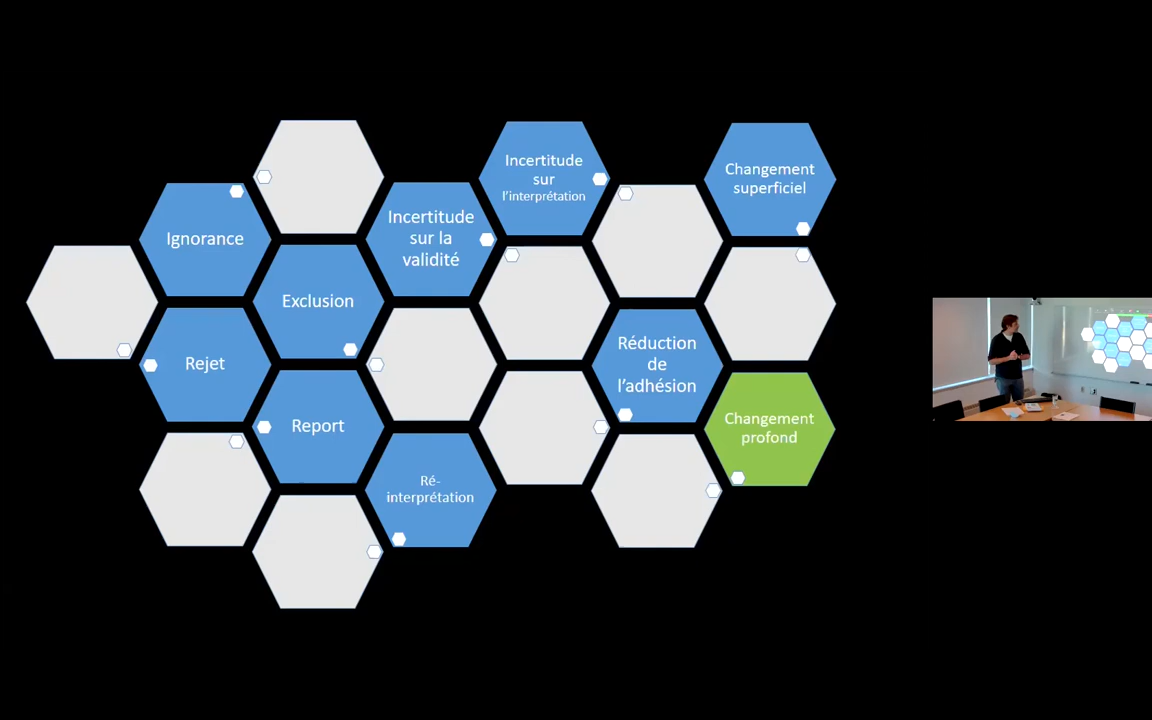 Ignorance
Rejet
Exclusion
Report
Incertitude
sur la
validité
Ré-
interprétation
Incertitude
sur
l'interprétation
Réduction
de
l'adhésion
Changement
superficiel
Changement
profond